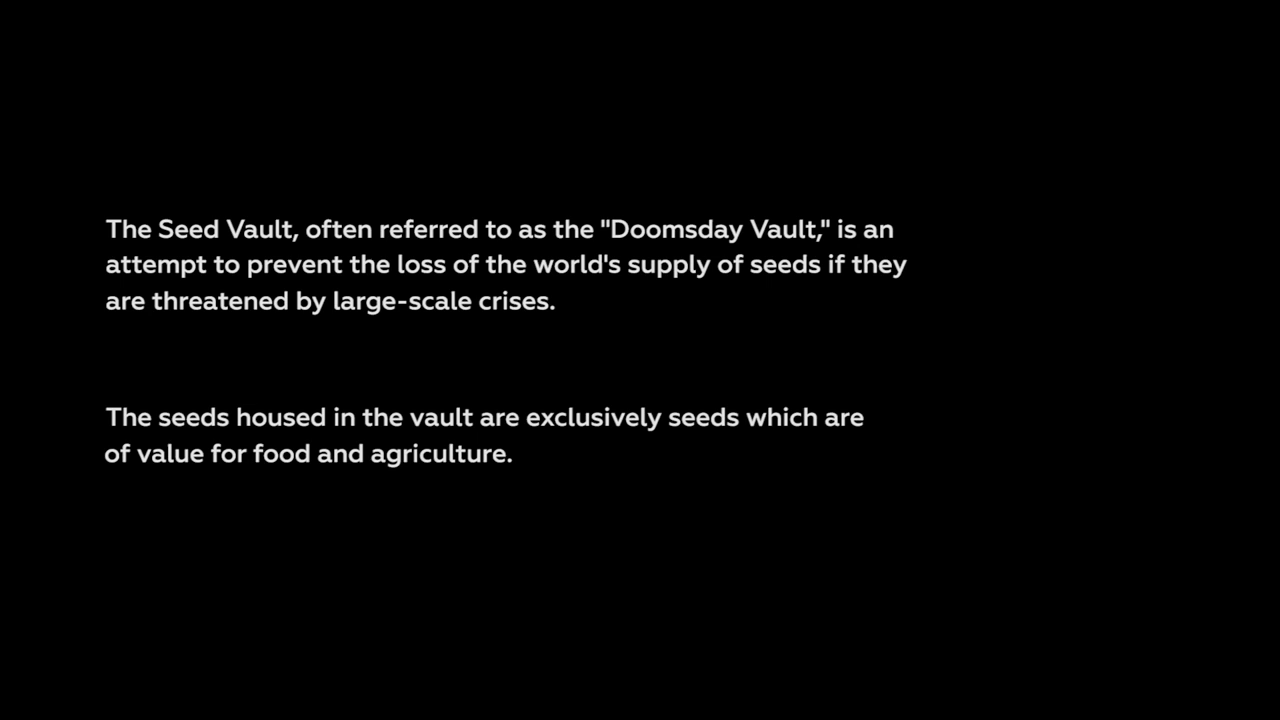 The Seed Vault, often referred to as the "Doomsday Vault," is an
attempt to prevent the loss of the world's supply of seeds if they
are threatened by large-scale crises.
The seeds housed in the vault are exclusively seeds which are
of value for food and agriculture.